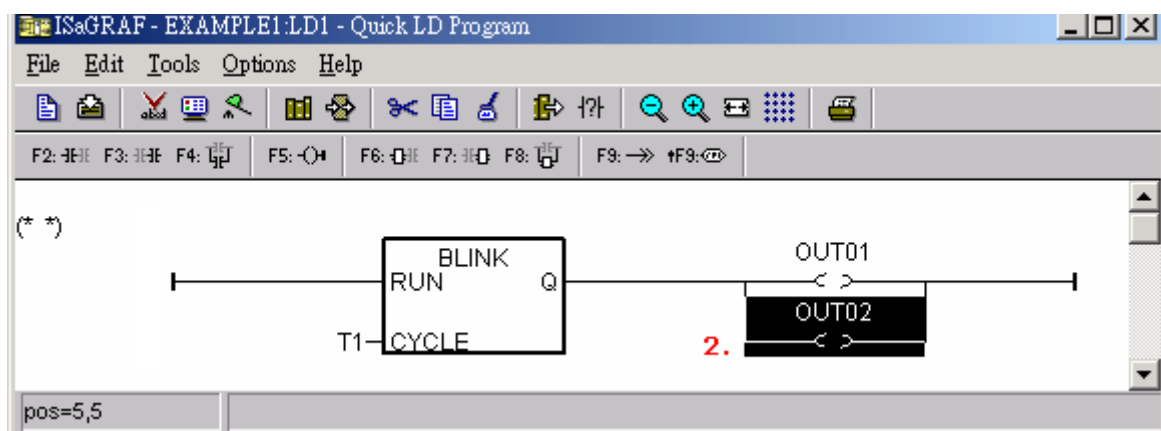 ISaGRAF - EXAMPLE1:LD1 - Quick LD Program
File Edit Tools Options Help
F2: F3: F4: F5: F6: F7: F8: F9: F9:
(* *)
BLINK
OUT01
RUN Q
OUT02
T1 CYCLE
2.
pos=5,5